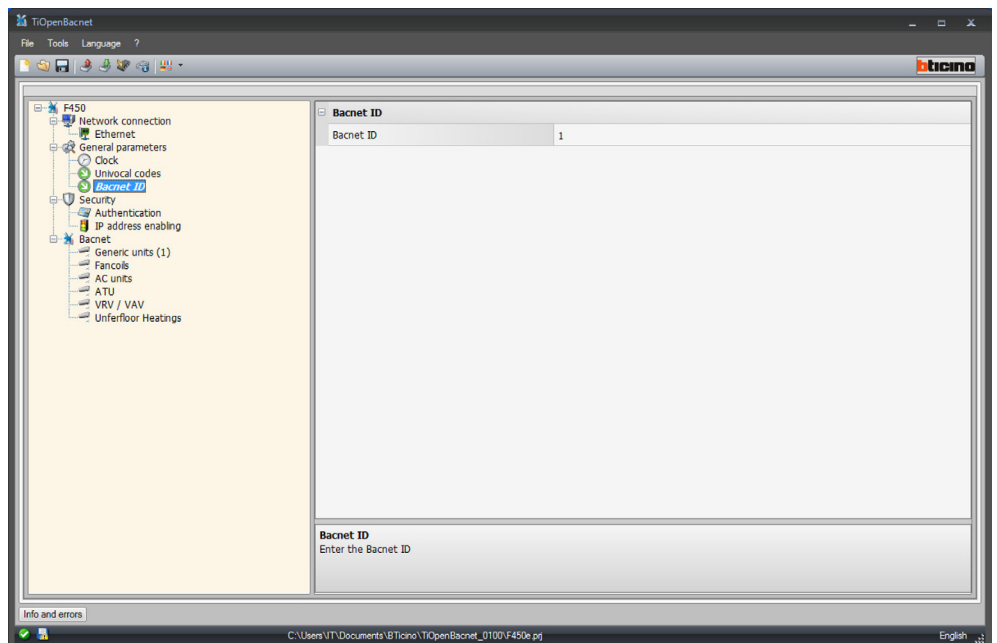 TiOpenBacnet
File Tools Language ?
bticino
F450
Network connection
Ethernet
General parameters
Clock
Univocal codes
Bacnet ID
Security
Authentication
IP address enabling
Bacnet
Generic units (1)
Fancoils
AC units
ATU
VRV / VAV
Unferfloor Heatings
Bacnet ID
Bacnet ID 1
Bacnet ID
Enter the Bacnet ID
Info and errors
C:\Users\IT\Documents\BTicino\TiOpenBacnet_0100\F450e.prj
English